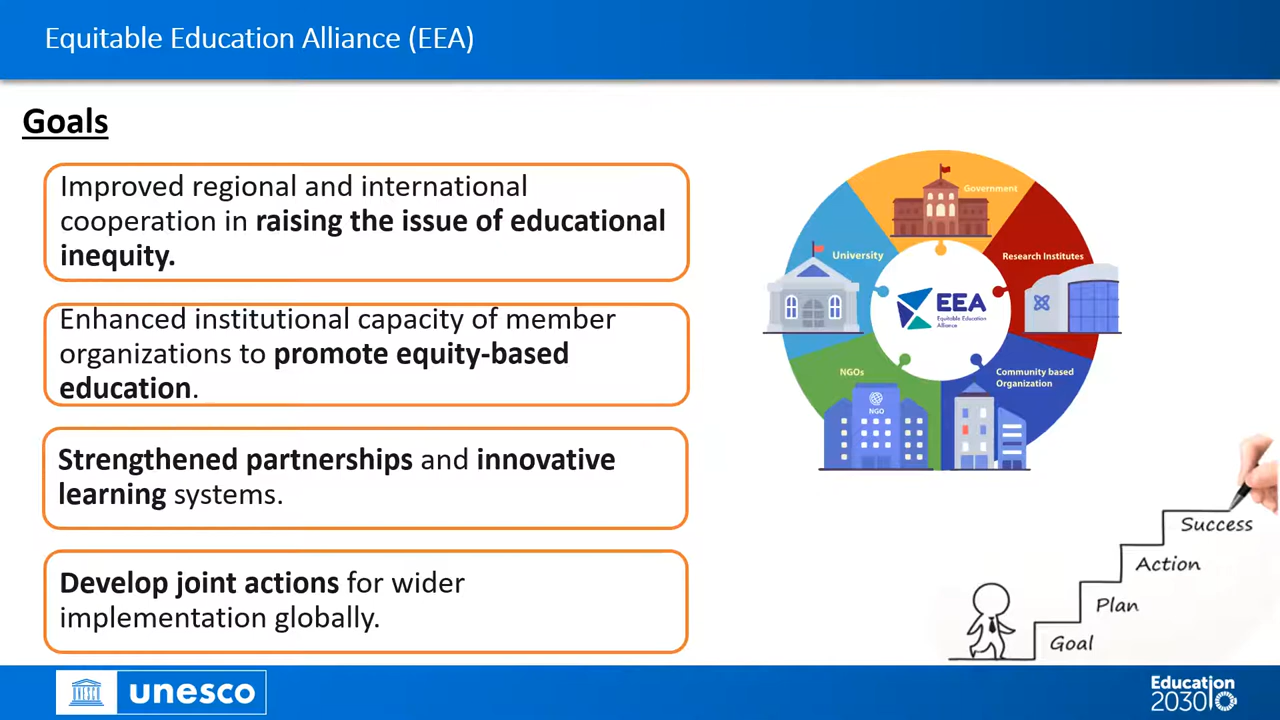 Equitable Education Alliance (EEA)
Goals
Improved regional and international
cooperation in raising the issue of educational
inequity.
Enhanced institutional capacity of member
organizations to promote equity-based
education.
Strengthened partnerships and innovative
learning systems.
Develop joint actions for wider
implementation globally.
Government
University
Research Institutes
EEA
Equitable Education
Alliance
NGOs
Community based
Organization
NGO
Success
Action
Plan
Goal
unesco
Education
2030